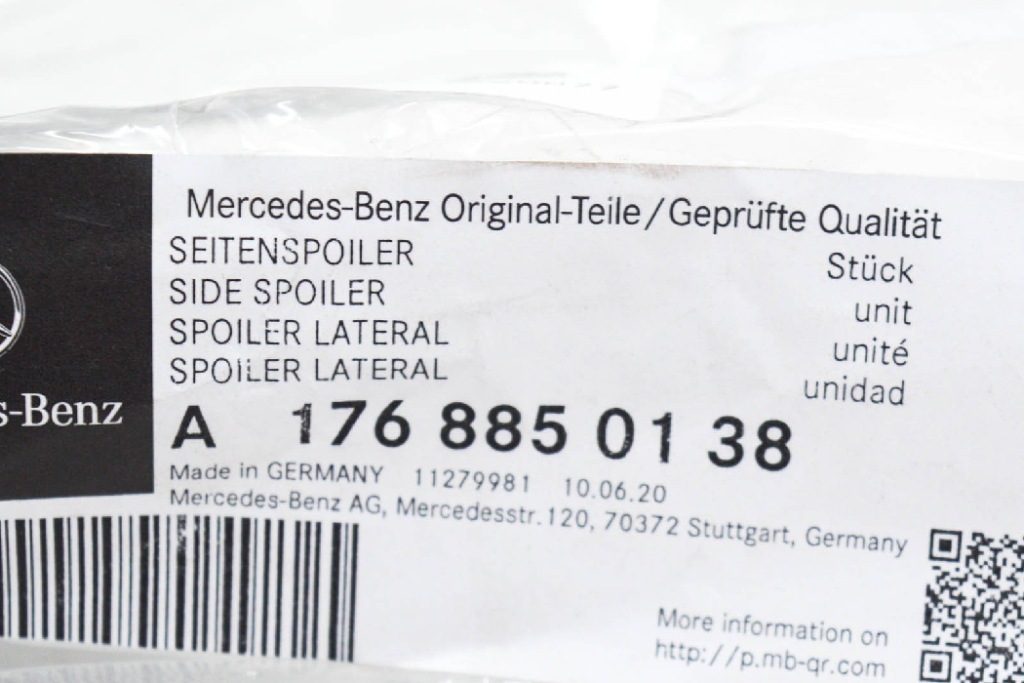 Mercedes-Benz Original-Teile/Geprüfte Qualität
SEITENSPOILER Stück
SIDE SPOILER unit
SPOILER LATERAL unité
SPOILER LATERAL unidad
s-Benz
A 176 885 01 38
Made in GERMANY 11279981 10.06.20
Mercedes-Benz AG, Mercedesstr.120, 70372 Stuttgart, Germany
More information on
http://p.mb-qr.com